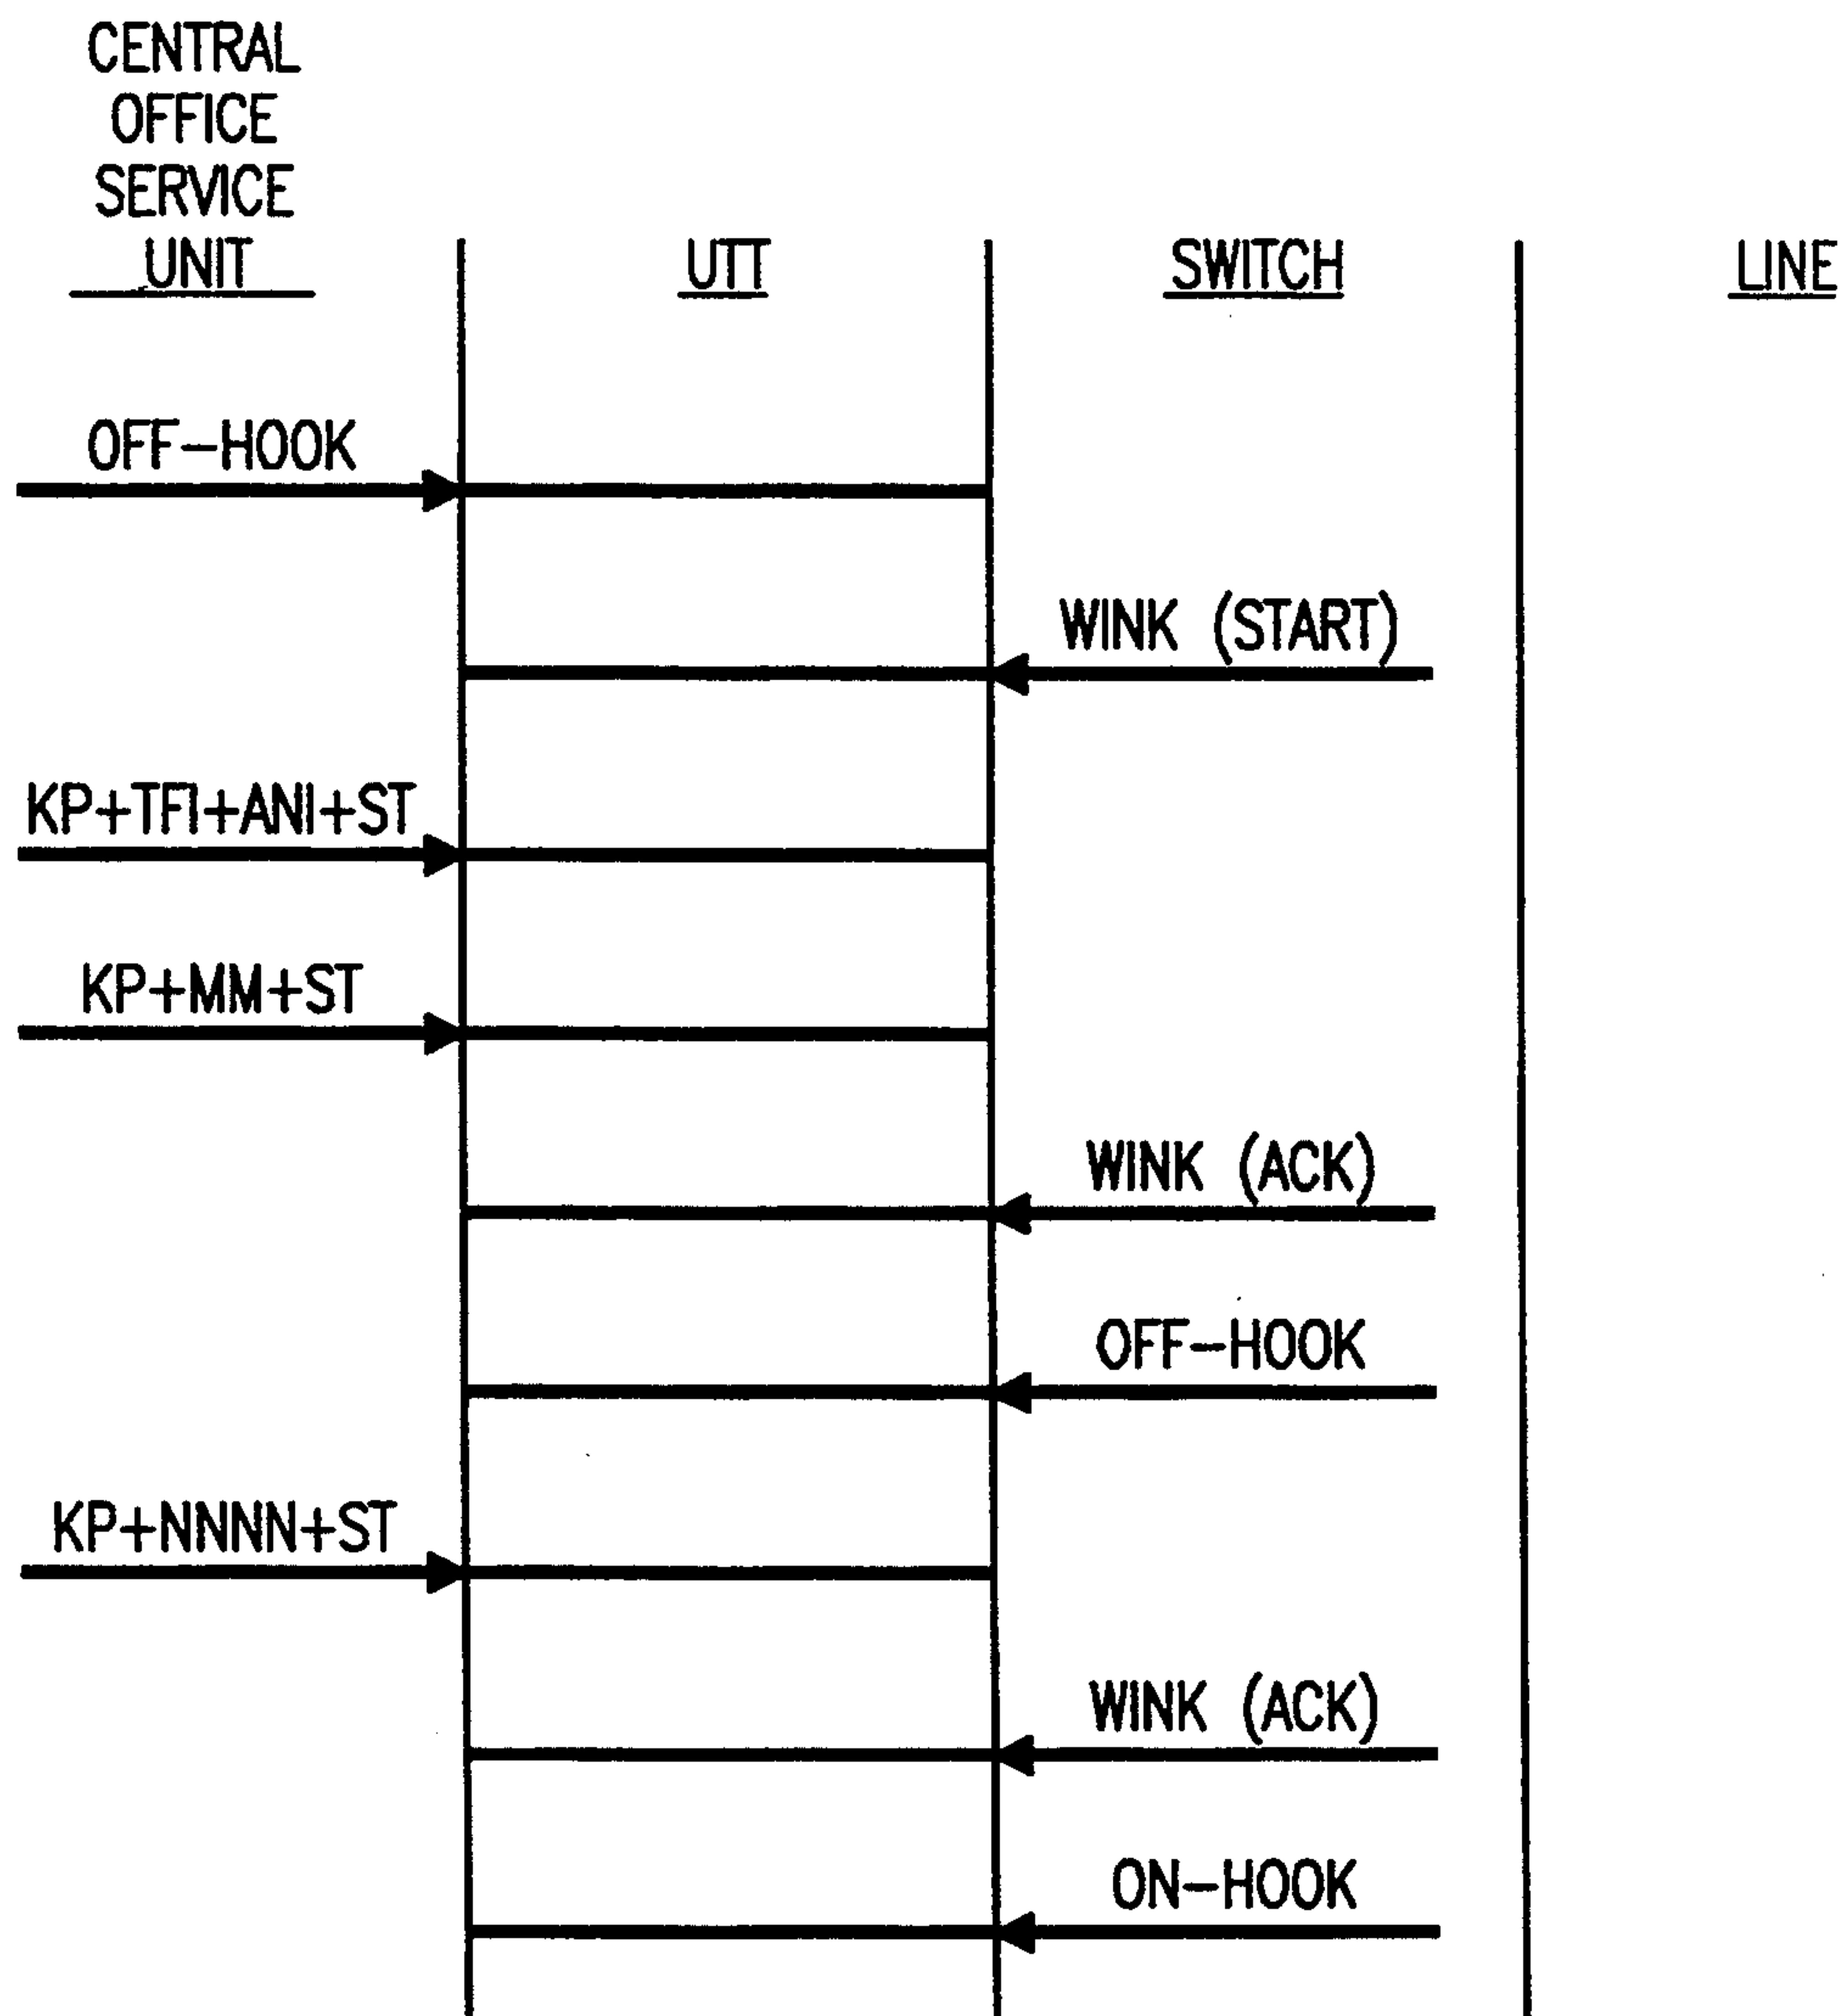 CENTRAL
OFFICE
SERVICE
UNIT
UTT
SWITCH
LINE
OFF-HOOK
WINK (START)
KP+TFI+ANI+ST
KP+MM+ST
WINK (ACK)
OFF-HOOK
KP+NNNN+ST
WINK (ACK)
ON-HOOK